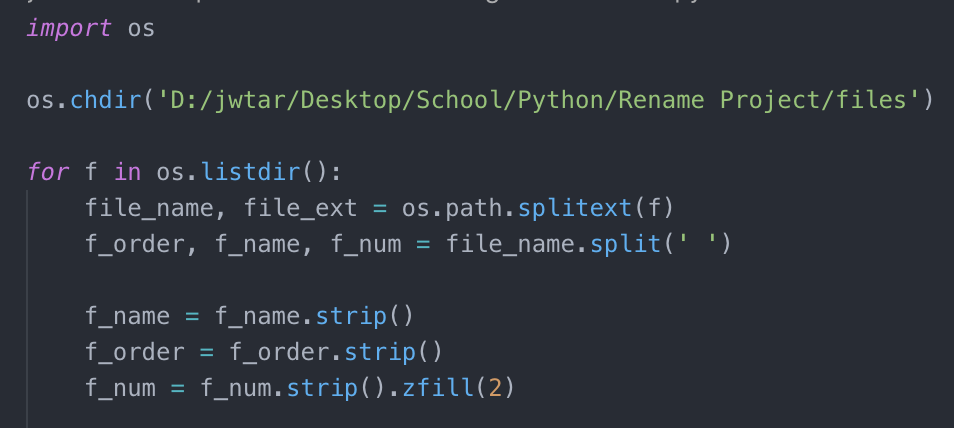 import os
os.chdir('D:/jwtar/Desktop/School/Python/Rename Project/files')
for f in os.listdir():
file_name, file_ext = os.path.splitext(f)
f_order, f_name, f_num = file_name.split(' ')
f_name = f_name.strip()
f_order = f_order.strip()
f_num = f_num.strip().zfill(2)